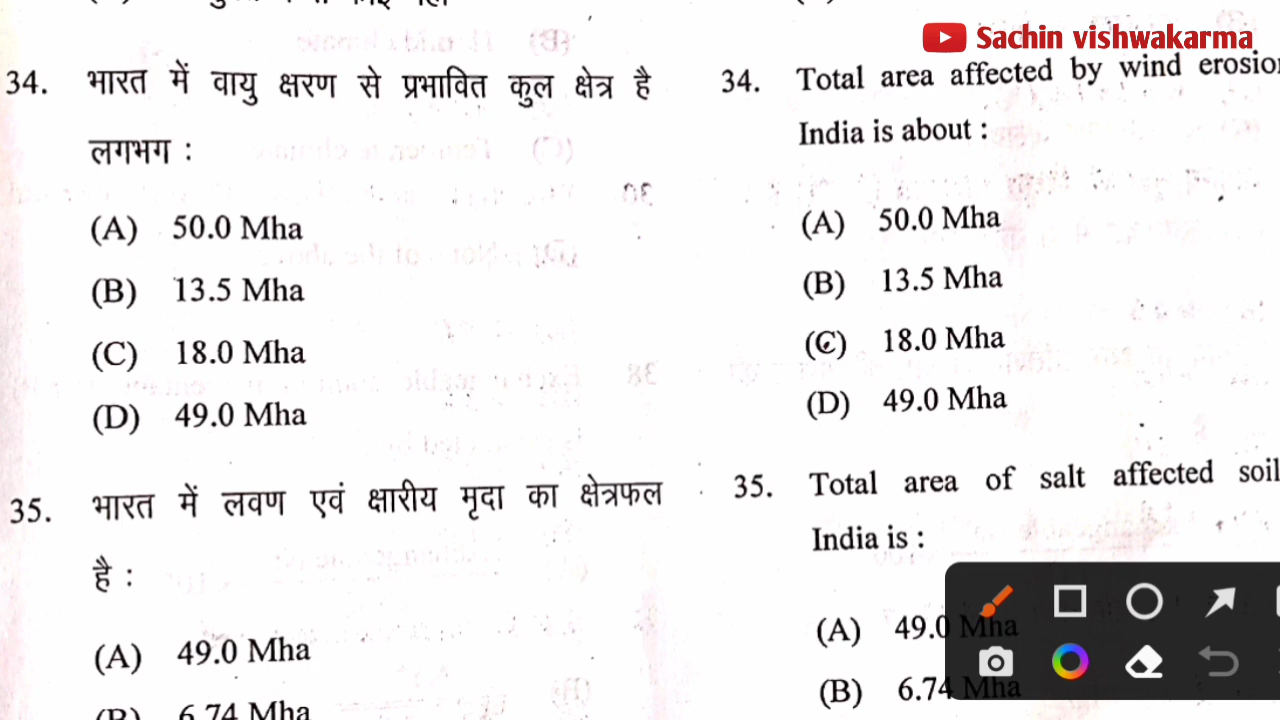 Sachin vishwakarma
34. भारत में वायु क्षरण से प्रभावित कुल क्षेत्र है
लगभग :
(A) 50.0 Mha
(B) 13.5 Mha
(C) 18.0 Mha
(D) 49.0 Mha
35. भारत में लवण एवं क्षारीय मृदा का क्षेत्रफल
है :
(A) 49.0 Mha
(B) 6.74 Mha
34. Total area affected by wind erosion
India is about :
(A) 50.0 Mha
(B) 13.5 Mha
(C) 18.0 Mha
(D) 49.0 Mha
35. Total area of salt affected soil
India is :
(A) 49.0 Mha
(B) 6.74 Mha